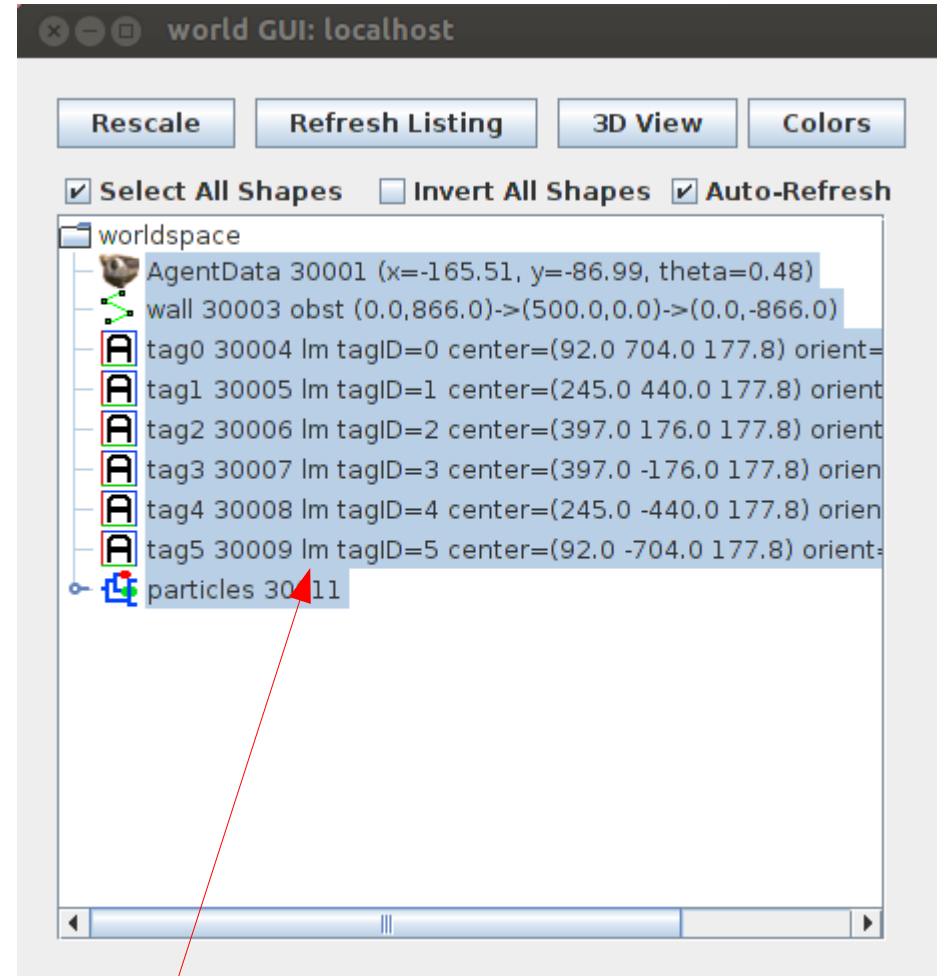 world GUI: localhost
Rescale Refresh Listing 3D View Colors
Select All Shapes Invert All Shapes Auto-Refresh
worldspace
AgentData 30001 (x=-165.51, y=-86.99, theta=0.48)
wall 30003 obst (0.0,866.0)->(500.0,0.0)->(0.0,-866.0)
tag0 30004 lm tagID=0 center=(92.0 704.0 177.8) orient=
tag1 30005 lm tagID=1 center=(245.0 440.0 177.8) orient
tag2 30006 lm tagID=2 center=(397.0 176.0 177.8) orient
tag3 30007 lm tagID=3 center=(397.0 -176.0 177.8) orien
tag4 30008 lm tagID=4 center=(245.0 -440.0 177.8) orien
tag5 30009 lm tagID=5 center=(92.0 -704.0 177.8) orient=
particles